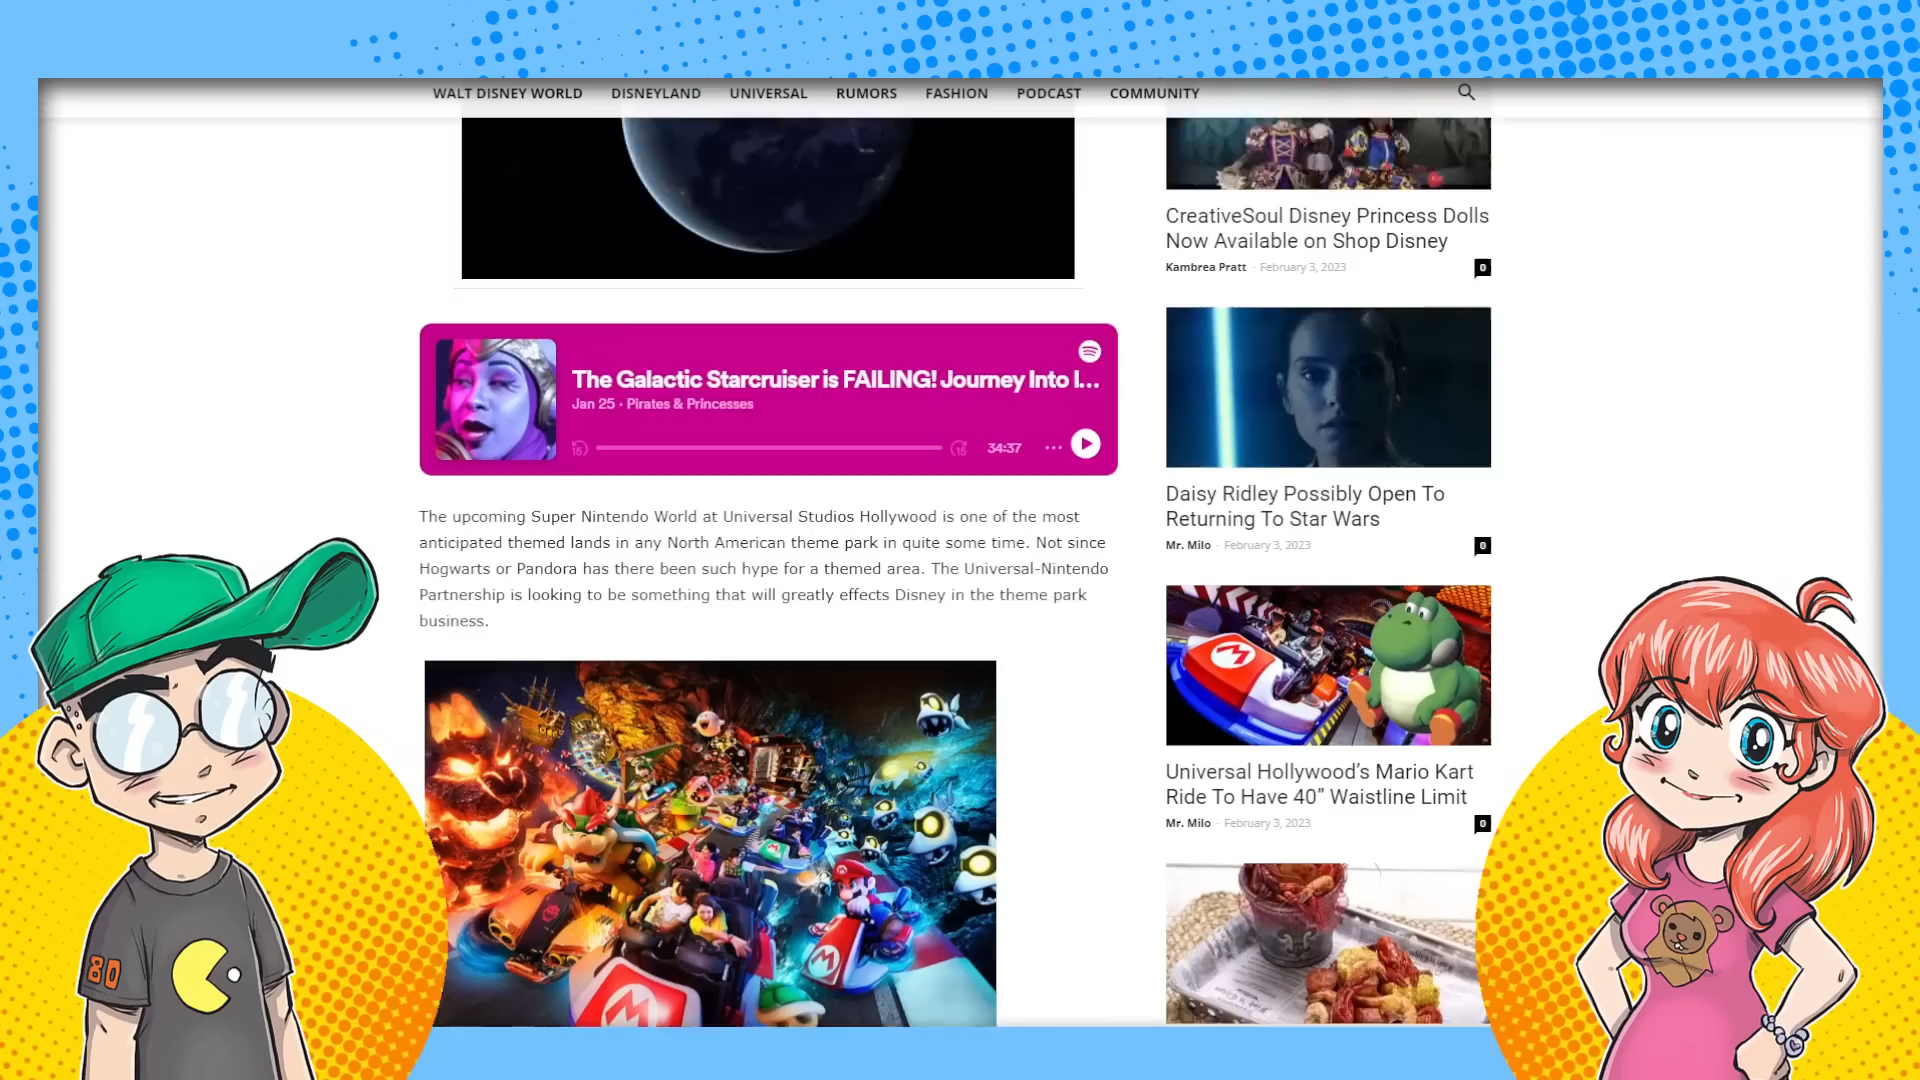 WALT DISNEY WORLD DISNEYLAND UNIVERSAL RUMORS FASHION PODCAST COMMUNITY
The Galactic Starcruiser is FAILING! Journey Into I...
Jan 25 • Pirates & Princesses
15 15 34:37
The upcoming Super Nintendo World at Universal Studios Hollywood is one of the most
anticipated themed lands in any North American theme park in quite some time. Not since
Hogwarts or Pandora has there been such hype for a themed area. The Universal-Nintendo
Partnership is looking to be something that will greatly effects Disney in the theme park
business.
CreativeSoul Disney Princess Dolls
Now Available on Shop Disney
Kambrea Pratt - February 3, 2023 0
Daisy Ridley Possibly Open To
Returning To Star Wars
Mr. Milo - February 3, 2023 0
Universal Hollywood’s Mario Kart
Ride To Have 40” Waistline Limit
Mr. Milo - February 3, 2023 0
80
M
M
M